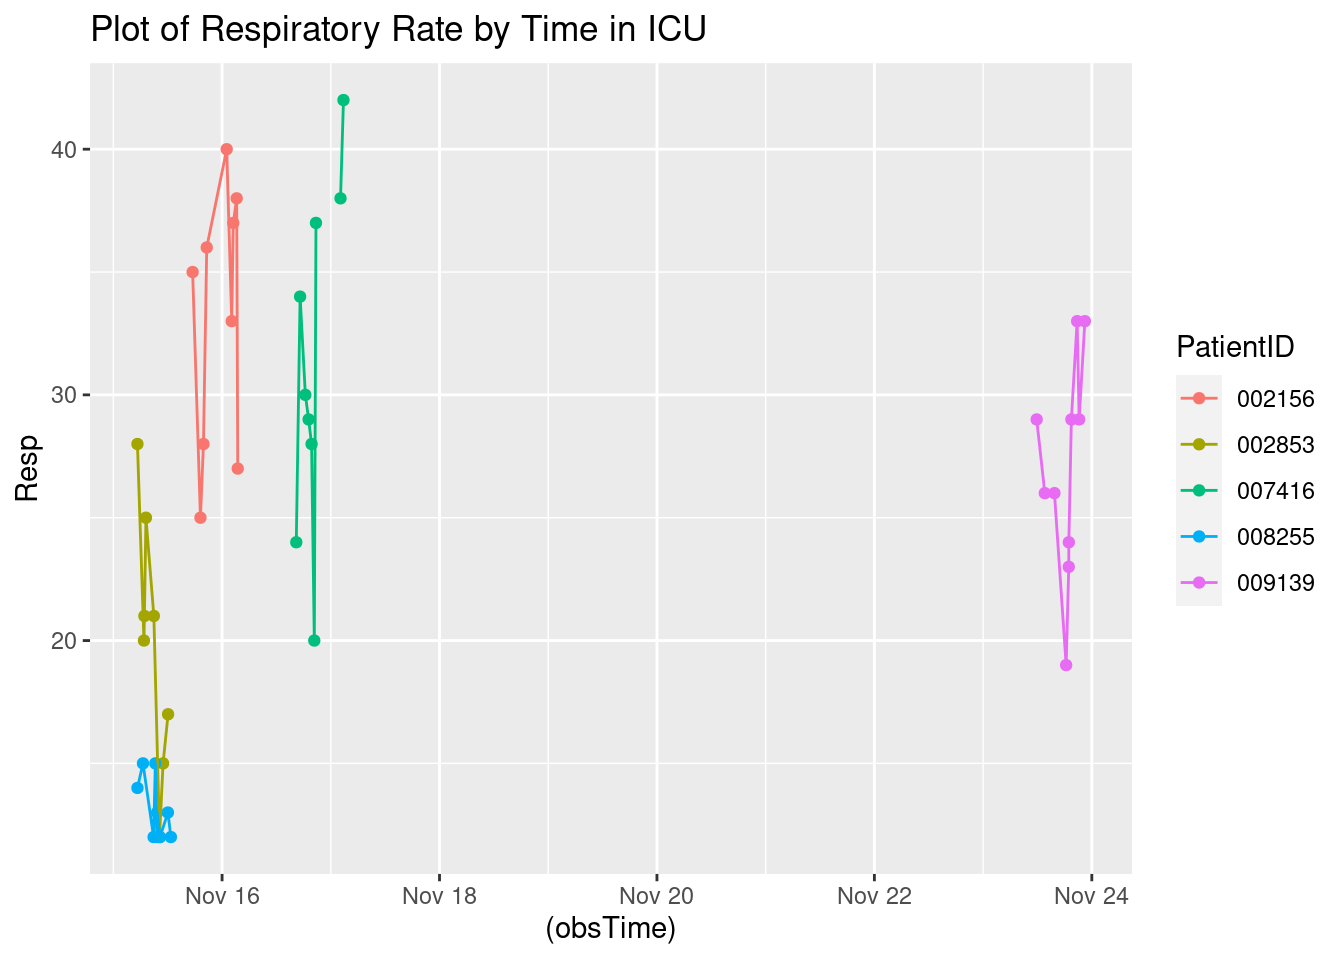 Plot of Respiratory Rate by Time in ICU
40
30
20
Resp
Nov 16
Nov 18
Nov 20
Nov 22
Nov 24
(obsTime)
PatientID
002156
002853
007416
008255
009139